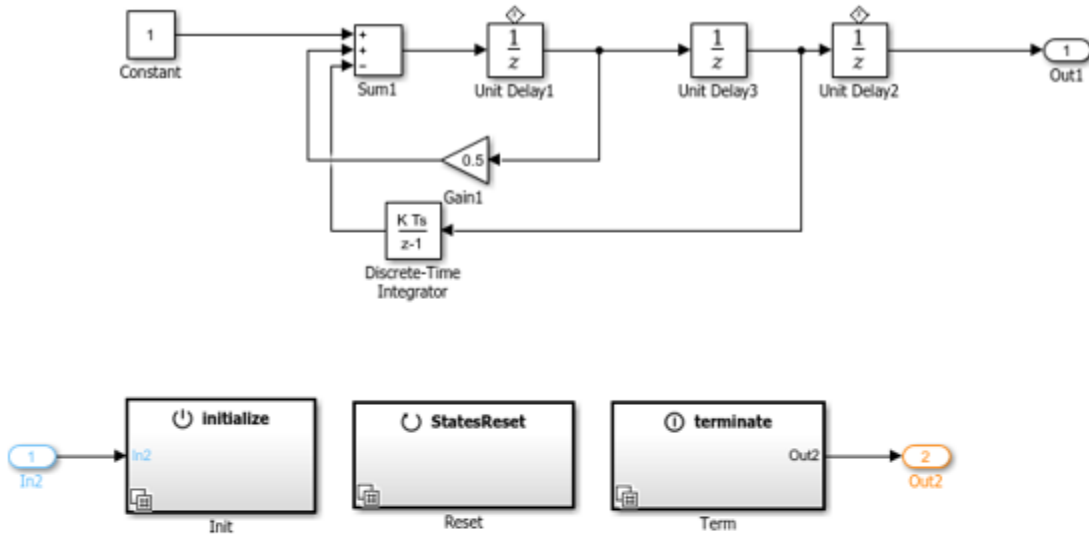 1
Constant
+
+
−
Sum1
1
z
Unit Delay1
1
z
Unit Delay3
1
z
Unit Delay2
1
Out1
0.5
Gain1
K Ts
z-1
Discrete-Time
Integrator
1
In2
initialize
In2
Init
StatesReset
Reset
terminate
Out2
Term
2
Out2